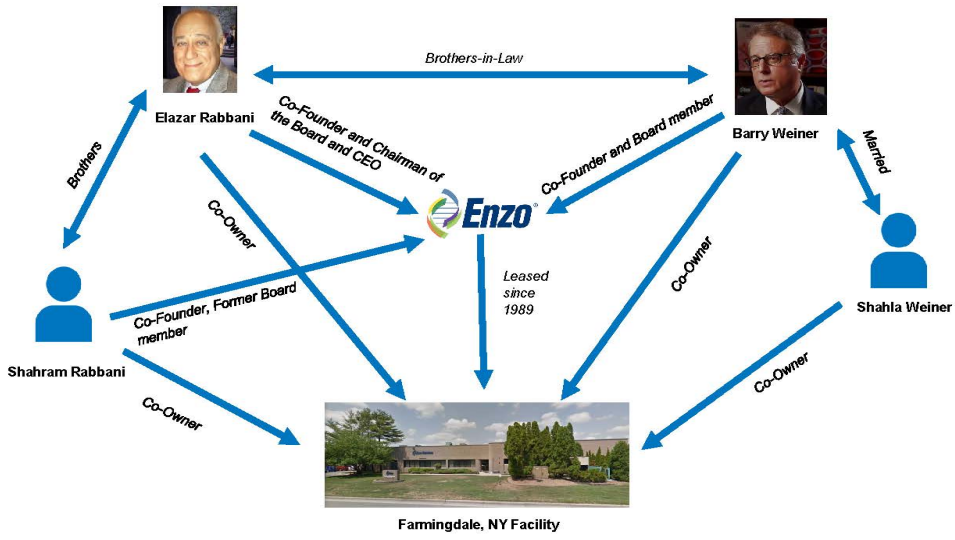 Brothers-in-Law
Elazar Rabbani
Barry Weiner
Co-Founder and Chairman of
the Board and CEO
Co-Founder and Board member
Brothers
Married
Enzo®
Co-Owner
Co-Owner
Leased
since
1989
Co-Founder, Former Board
member
Shahram Rabbani
Shahla Weiner
Co-Owner
Co-Owner
Farmingdale, NY Facility